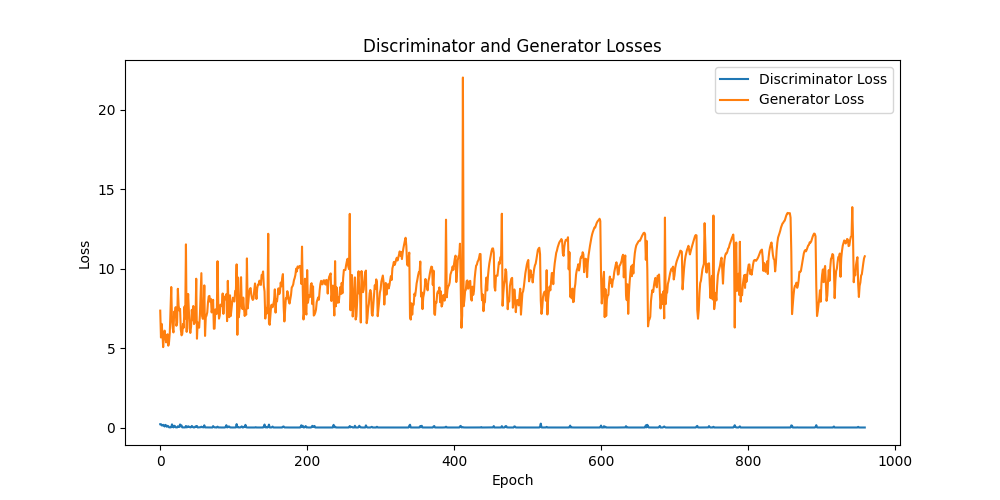 Discriminator and Generator Losses
Discriminator Loss
Generator Loss
20
15
10
5
0
Loss
0 200 400 600 800 1000
Epoch